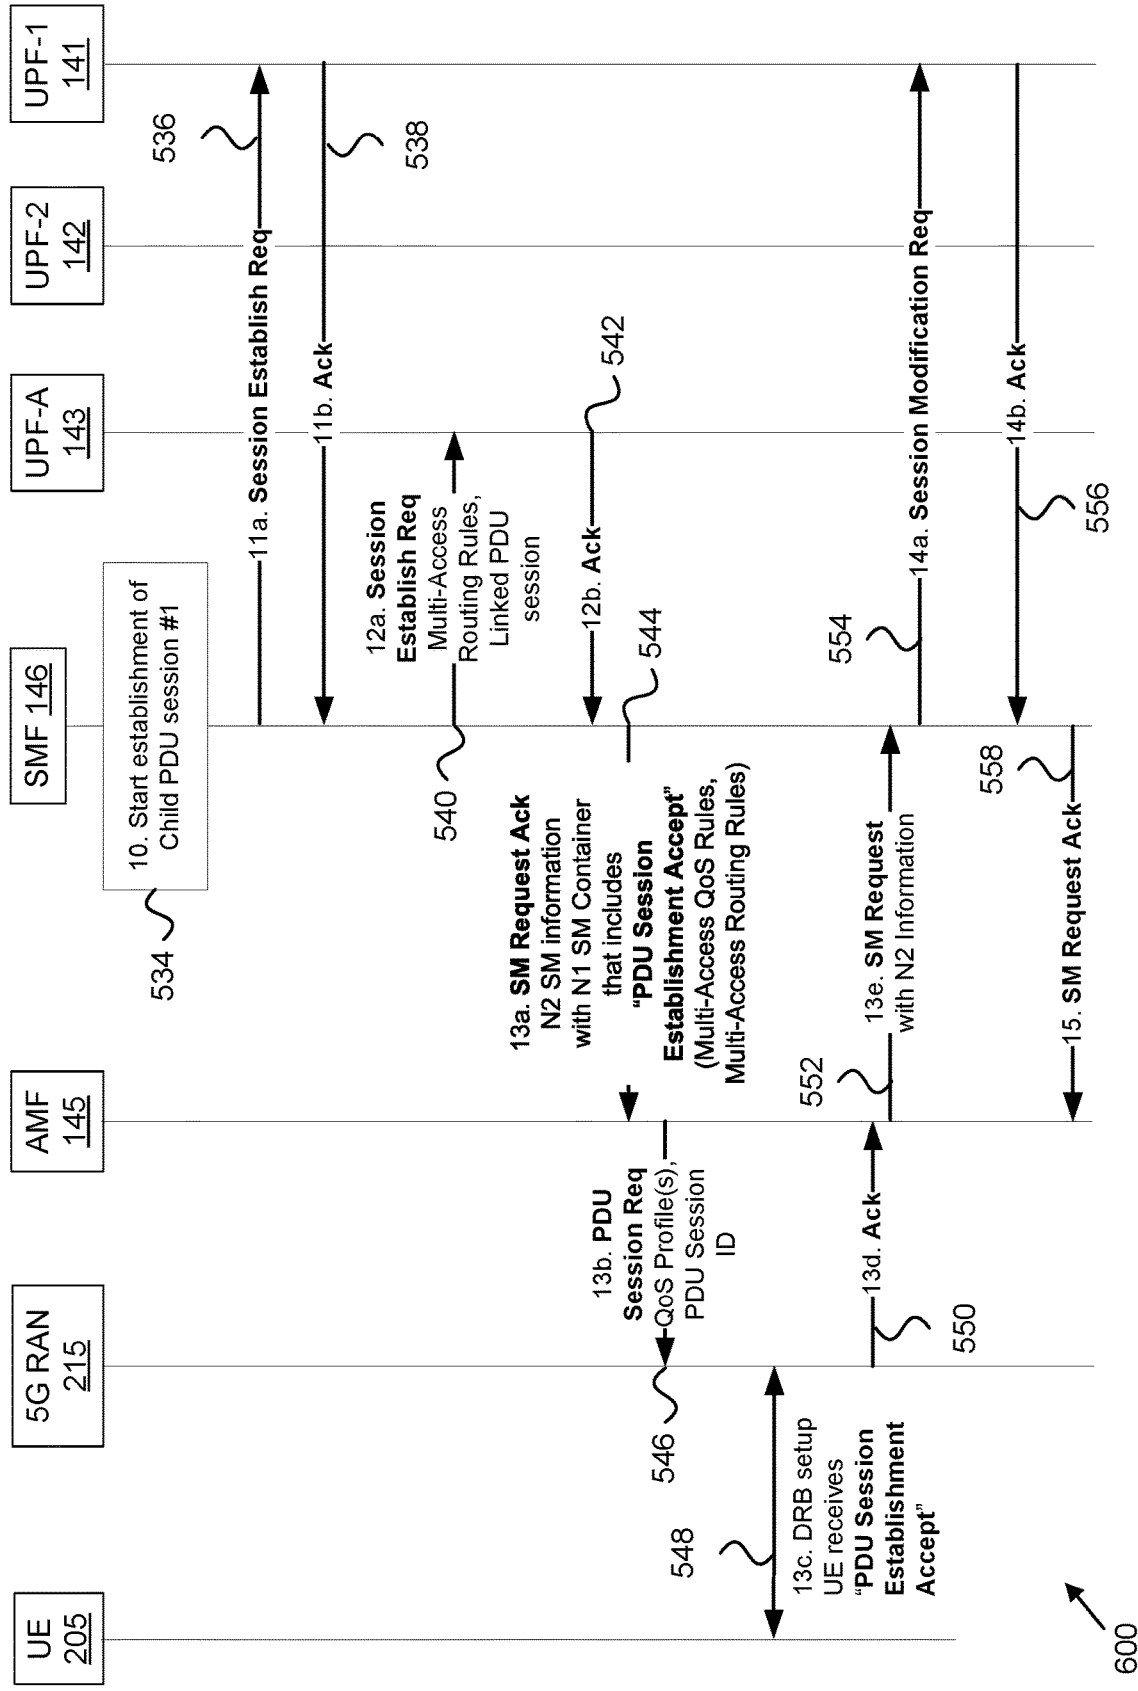 UE
205
5G RAN
215
AMF
145
SMF 146
UPF-A
143
UPF-2
142
UPF-1
141
534
10. Start establishment of
Child PDU session #1
11a. Session Establish Req
536
11b. Ack
538
12a. Session
Establish Req
Multi-Access
Routing Rules,
Linked PDU
session
540
12b. Ack
542
544
13a. SM Request Ack
N2 SM information
with N1 SM Container
that includes
“PDU Session
Establishment Accept”
(Multi-Access QoS Rules,
Multi-Access Routing Rules)
13b. PDU
Session Req
QoS Profile(s),
PDU Session
ID
546
548
13c. DRB setup
UE receives
“PDU Session
Establishment
Accept”
13d. Ack
550
552
13e. SM Request
with N2 Information
554
14a. Session Modification Req
14b. Ack
556
558
15. SM Request Ack
600